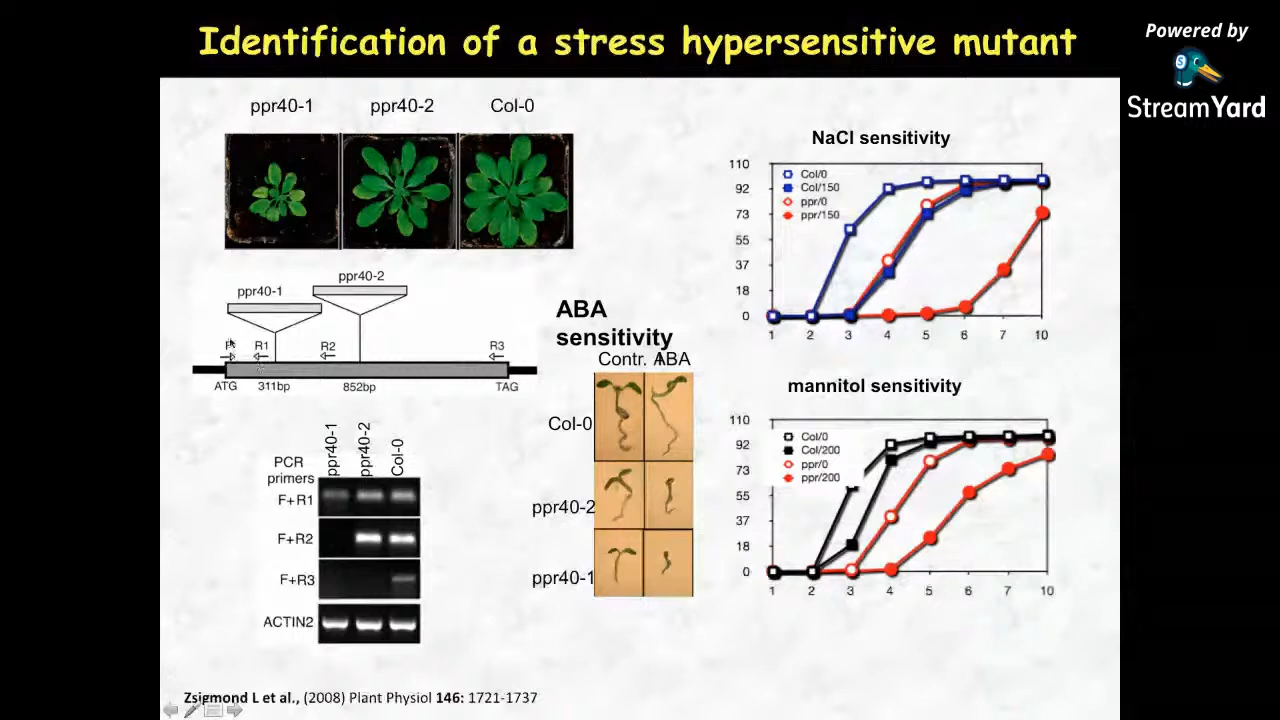 Identification of a stress hypersensitive mutant
Powered by
StreamYard
ppr40-1 ppr40-2 Col-0
ppr40-1
ppr40-2
R1 R2 R3
ATG 311bp 852bp TAG
PCR
primers
ppr40-1
ppr40-2
Col-0
F+R1
F+R2
F+R3
ACTIN2
ABA
sensitivity
Contr. ABA
Col-0
ppr40-2
ppr40-1
NaCl sensitivity
110
92
73
55
37
18
0
Col/0
Col/150
ppr/0
ppr/150
1 2 3 4 5 6 7 10
mannitol sensitivity
110
92
73
55
37
18
0
Col/0
Col/200
ppr/0
ppr/200
1 2 3 4 5 6 7 10
Zsigmond L et al., (2008) Plant Physiol 146: 1721-1737